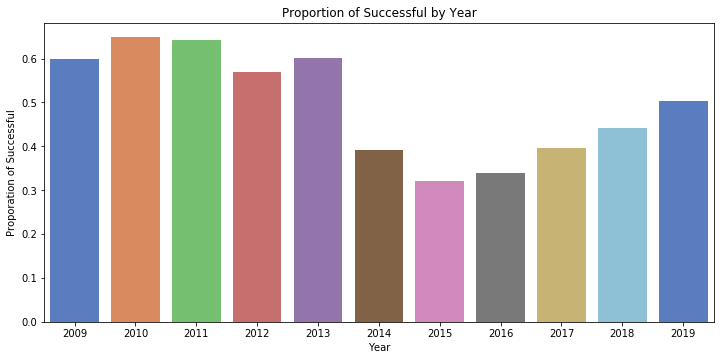 Proportion of Successful by Year
Proporation of Successful
0.6
0.5
0.4
0.3
0.2
0.1
0.0
2009 2010 2011 2012 2013 2014 2015 2016 2017 2018 2019
Year